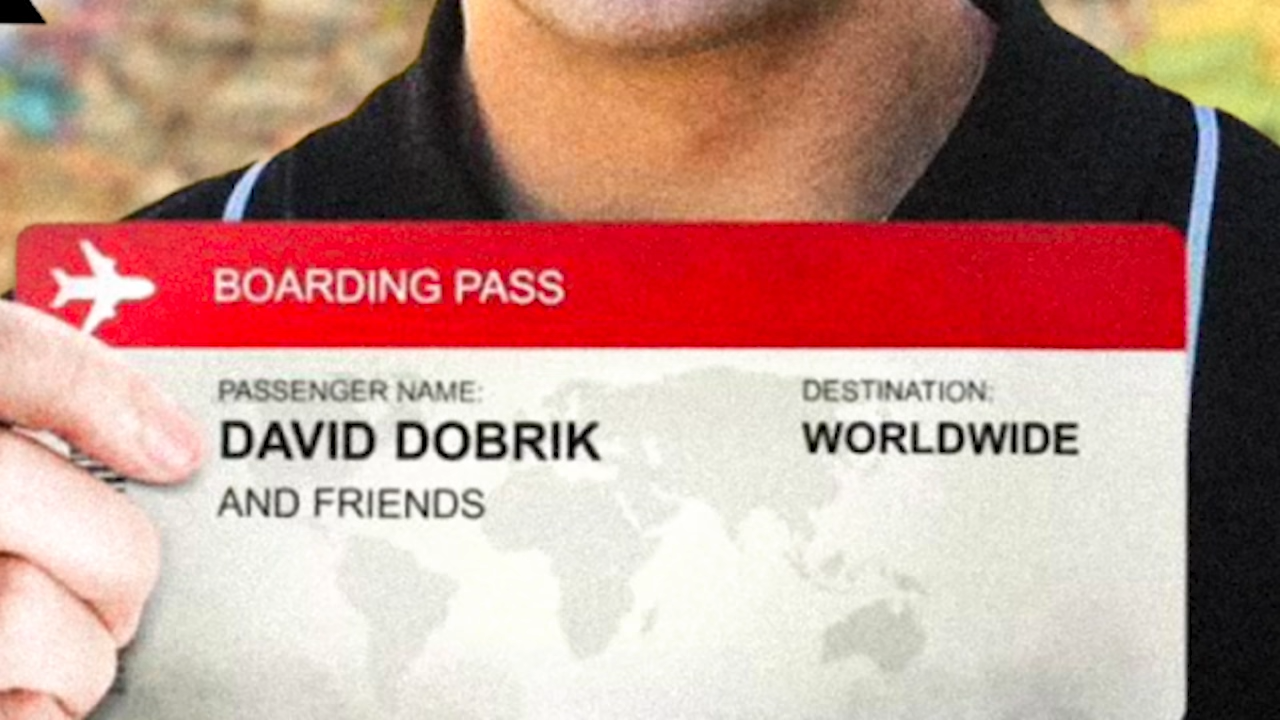 BOARDING PASS
PASSENGER NAME:
DAVID DOBRIK
AND FRIENDS
DESTINATION:
WORLDWIDE